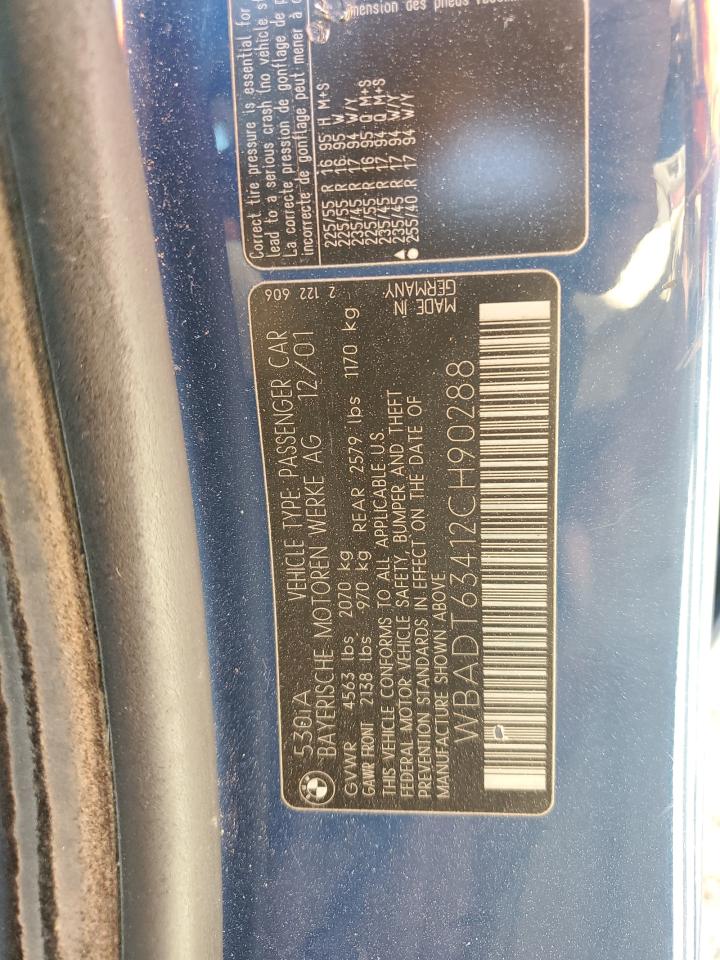 mension des pneus
Correct tire pressure is essential for
lead to a serious crash (no vehicle
La correcte pression de gonflage de
incorrecte de gonflage peut mener à
225/55 R 16 95 H M+S
225/55 R 16 95 W
235/45 R 17 94 W/Y
225/55 R 16 95 Q M+S
235/45 R 17 94 Q M+S
235/45 R 17 94 W/Y
255/40 R 17 94 W/Y
2 122 606
530iA VEHICLE TYPE: PASSENGER CAR
BAYERISCHE MOTOREN WERKE AG 12/01
GVWR 4563 lbs 2070 kg
GAWR FRONT 2138 lbs 970 kg REAR 2579 lbs 1170 kg
THIS VEHICLE CONFORMS TO ALL APPLICABLE U.S.
FEDERAL MOTOR VEHICLE SAFETY, BUMPER AND THEFT
PREVENTION STANDARDS IN EFFECT ON THE DATE OF
MANUFACTURE SHOWN ABOVE
MADE IN
GERMANY
WBADT63412CH90288